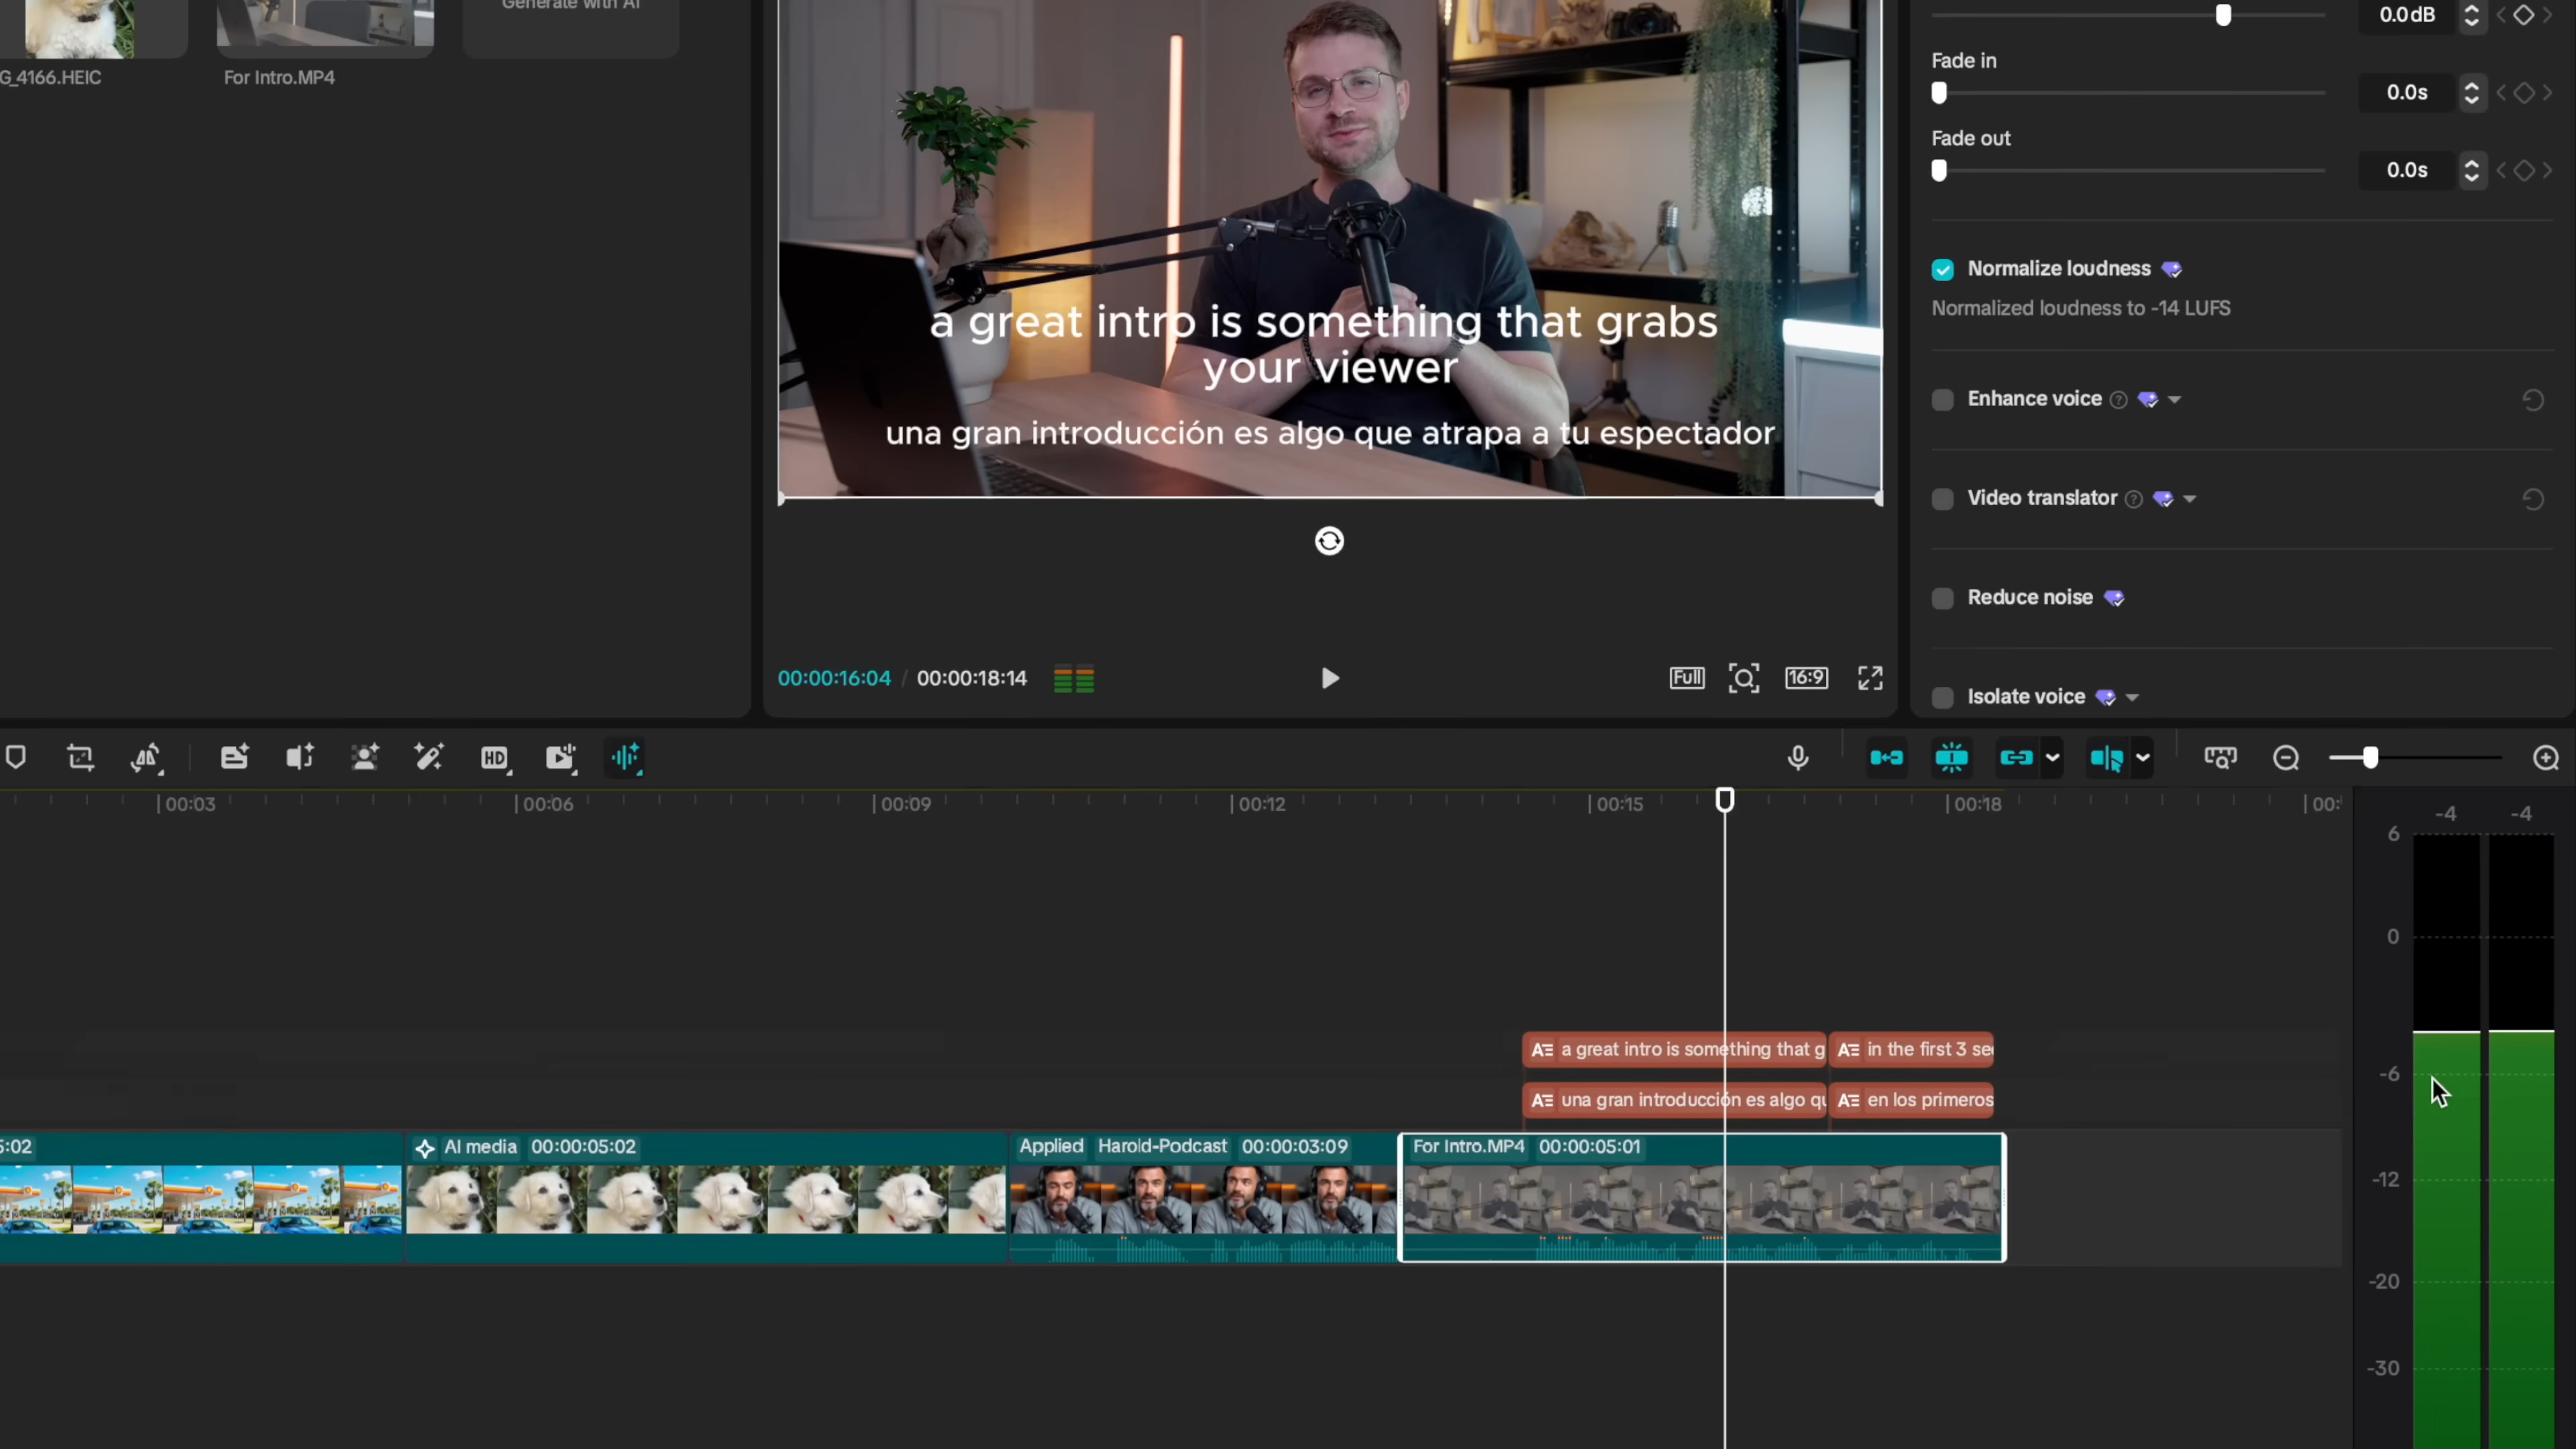 Generate with AI
G_4166.HEIC
For Intro.MP4
a great intro is something that grabs
your viewer
una gran introducción es algo que atrapa a tu espectador
00:00:16:04 / 00:00:18:14
Full
16:9
0.0dB
Fade in
0.0s
Fade out
0.0s
Normalize loudness
Normalized loudness to -14 LUFS
Enhance voice
Video translator
Reduce noise
Isolate voice
HD
00:03
00:06
00:09
00:12
00:15
00:18
00:
a great intro is something that g
in the first 3 se
una gran introducción es algo qu
en los primeros
5:02
AI media 00:00:05:02
Applied Harold-Podcast 00:00:03:09
For Intro.MP4 00:00:05:01
-4 -4
6
0
-6
-12
-20
-30